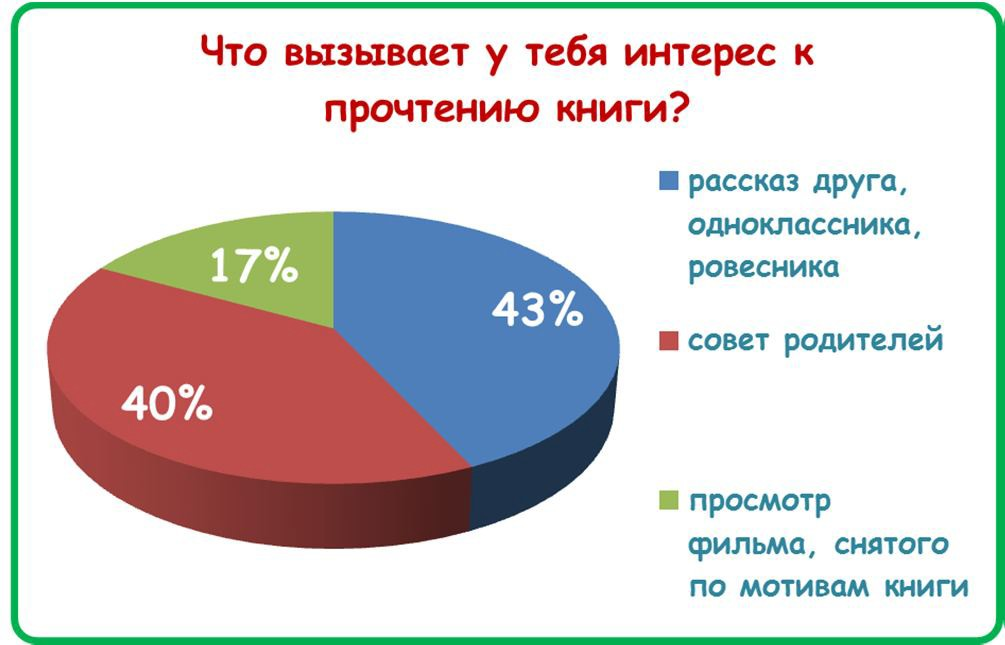 Что вызывает у тебя интерес к
прочтению книги?
17%
43%
40%
рассказ друга,
одноклассника,
ровесника
совет родителей
просмотр
фильма, снятого
по мотивам книги